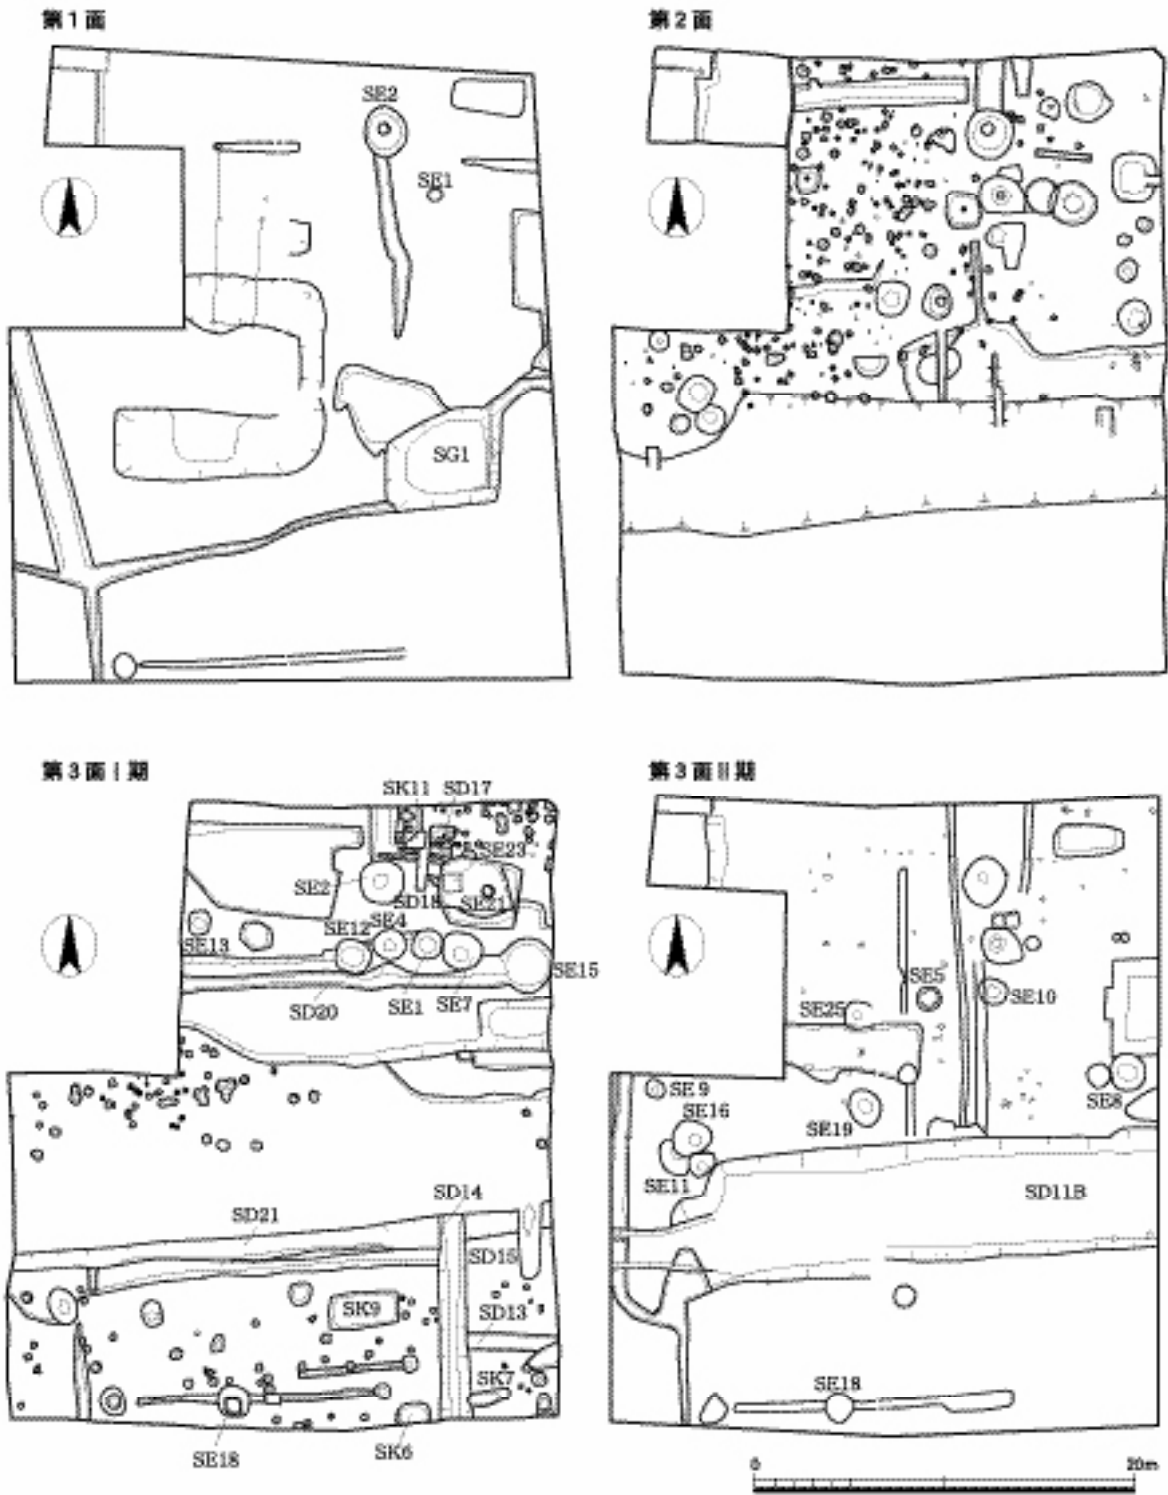 第1面
SE2
SE1
SG1
第2面
第3面Ⅰ期
SK11 SD17
SE23
SE2
SD18 SE21
SE12 SE4
SE13
SE15
SD20 SE1 SE7
SD14
SD21
SD15
SK9
SD13
SK7
SE18
SK6
第3面Ⅱ期
SE5
SE10
SE25
SE9
SE16
SE8
SE19
SE11
SD11B
SE18
0 20m